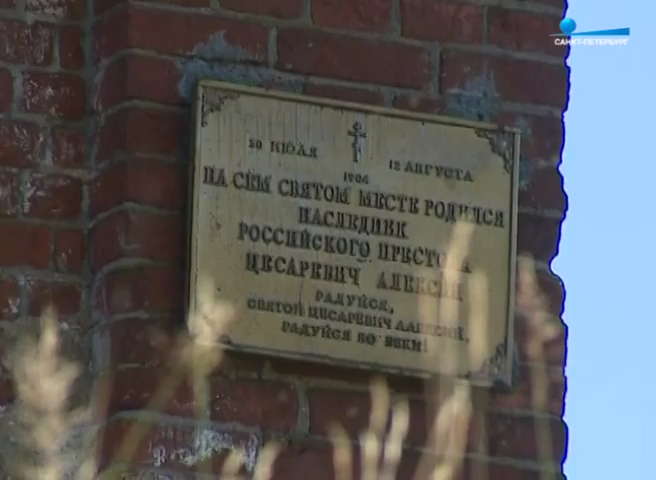 САНКТ-ПЕТЕРБУРГ
30 ИЮЛЯ 12 АВГУСТА
1904
НА СЕМ СВЯТОМ МЕСТЕ РОДИЛСЯ
НАСЛЕДНИК
РОССИЙСКОГО ПРЕСТОЛА
ЦЕСАРЕВИЧ АЛЕКСИЙ
РАДУЙСЯ,
СВЯТОЙ ЦЕСАРЕВИЧ АЛЕКСИЙ,
РАДУЙСЯ ВО ВЕКИ!